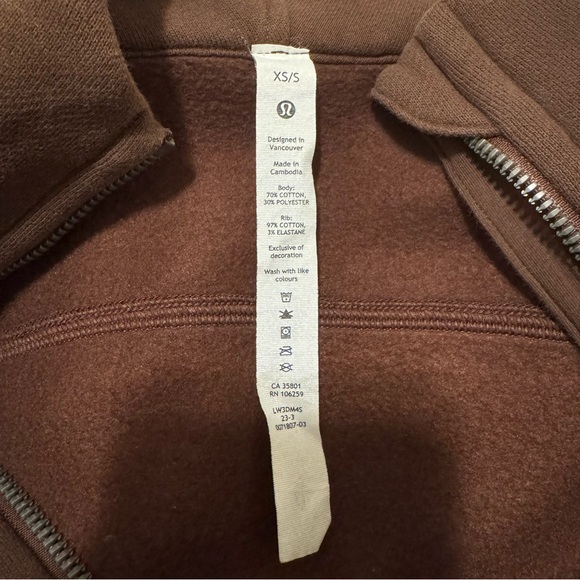 XS/S
Designed in
Vancouver
Made in
Cambodia
Body:
70% COTTON,
30% POLYESTER
Rib:
97% COTTON,
3% ELASTANE
Exclusive of
decoration
Wash with like
colours
CA 35801
RN 106259
LW3DM4S
23-3
0071807-03